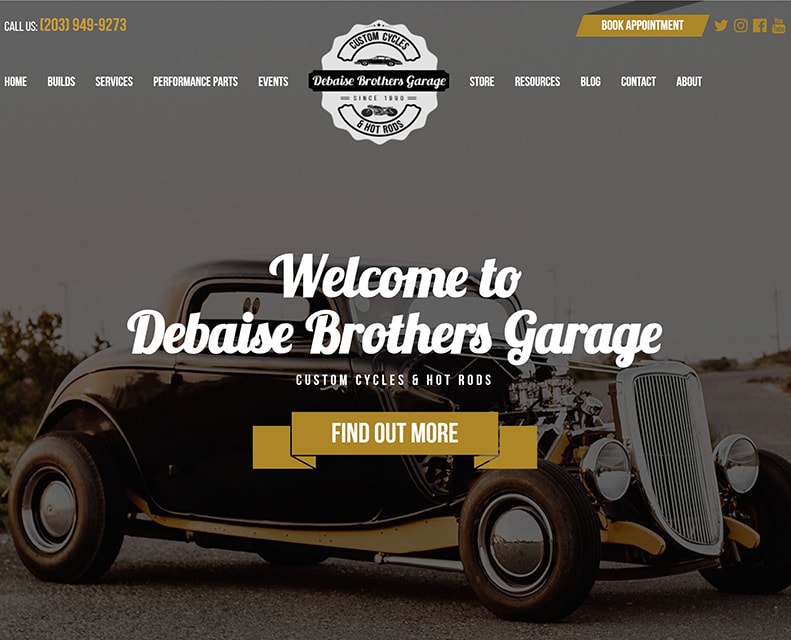 CALL US: (203) 949-9273
BOOK APPOINTMENT
You
Tube
HOME BUILDS SERVICES PERFORMANCE PARTS EVENTS
CUSTOM CYCLES
Debaise Brothers Garage
SINCE 1990
& HOT RODS
STORE RESOURCES BLOG CONTACT ABOUT
Welcome to
Debaise Brothers Garage
CUSTOM CYCLES & HOT RODS
FIND OUT MORE